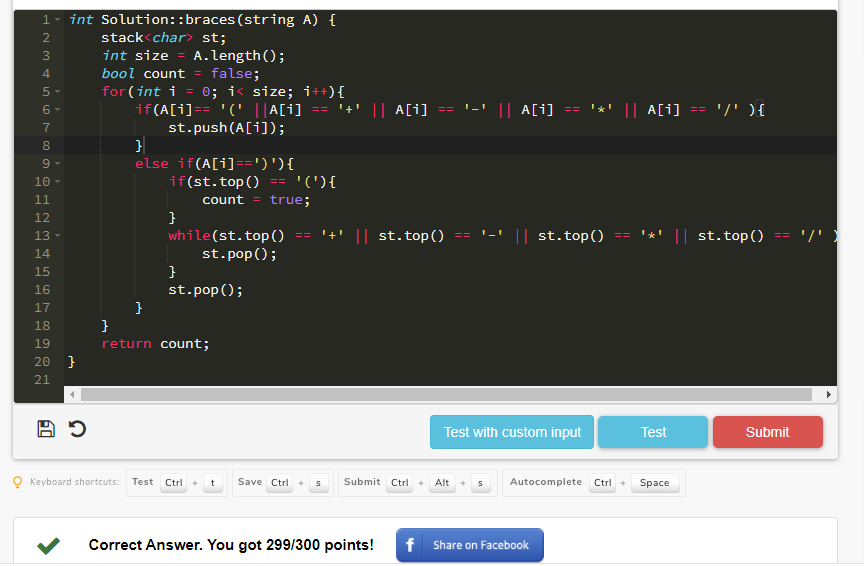 1 int Solution::braces(string A) {
2 stack<char> st;
3 int size = A.length();
4 bool count = false;
5 for(int i = 0; i< size; i++){
6 if(A[i]== '(' ||A[i] == '+' || A[i] == '-' || A[i] == '*' || A[i] == '/' ){
7 st.push(A[i]);
8 }
9 else if(A[i]==')'){
10 if(st.top() == '('){
11 count = true;
12 }
13 while(st.top() == '+' || st.top() == '-' || st.top() == '*' || st.top() == '/' )
14 st.pop();
15 }
16 st.pop();
17 }
18 }
19 return count;
20 }
21
Test with custom input Test Submit
Keyboard shortcuts: Test Ctrl + t Save Ctrl + s Submit Ctrl + Alt + s Autocomplete Ctrl + Space
Correct Answer. You got 299/300 points! f Share on Facebook